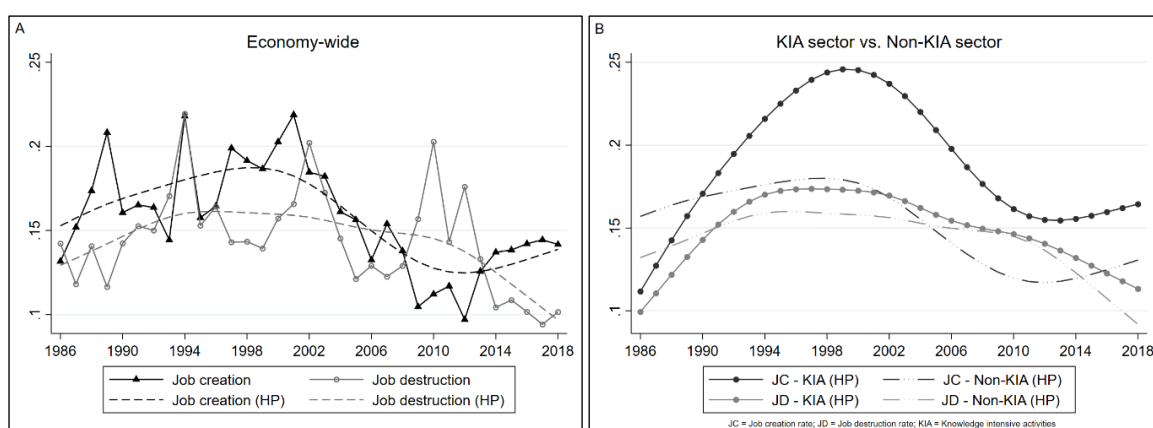 A
Economy-wide
.25
.2
.15
.1
1986 1990 1994 1998 2002 2006 2010 2014 2018
Job creation Job destruction
Job creation (HP) Job destruction (HP)
B
KIA sector vs. Non-KIA sector
.25
.2
.15
.1
1986 1990 1994 1998 2002 2006 2010 2014 2018
JC - KIA (HP) JC - Non-KIA (HP)
JD - KIA (HP) JD - Non-KIA (HP)
JC = Job creation rate; JD = Job destruction rate; KIA = Knowledge intensive activities